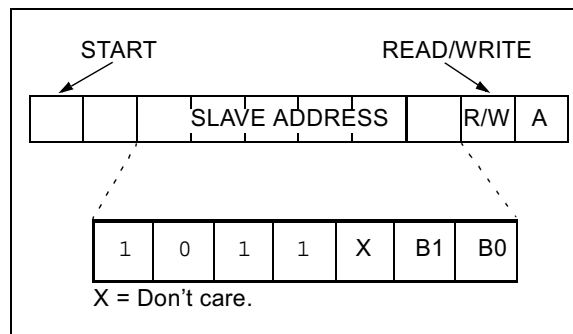 START READ/WRITE
SLAVE ADDRESS R/W A
1 0 1 1 X B1 B0
X = Don't care.